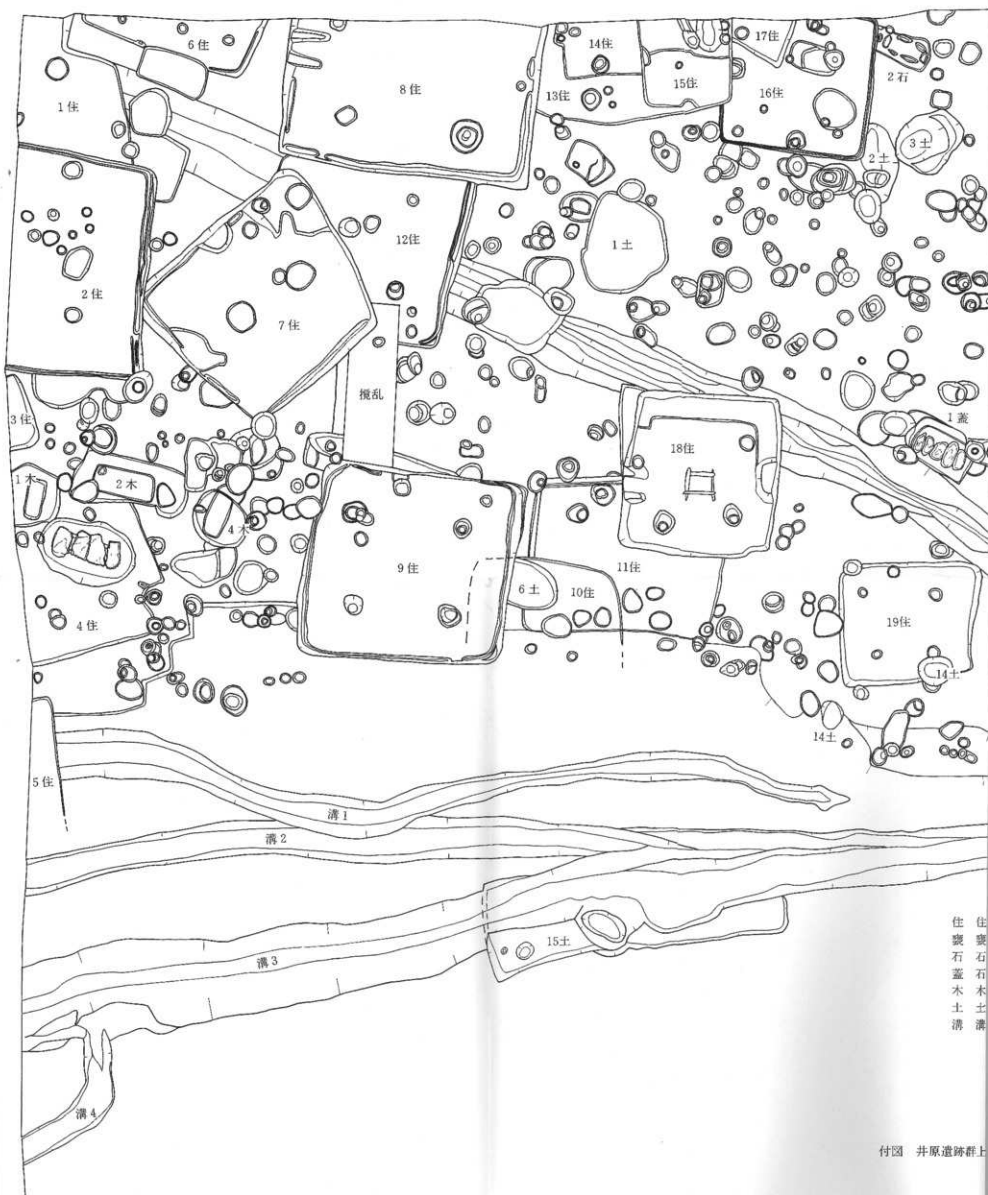 6住
14住
17住
8住
15住
2石
1住
13住
16住
3土
2土
12住
1土
2住
7住
攪乱
3住
1蓋
18住
1木
2木
4木
9住
11住
6土
10住
4住
19住
14土
14土
5住
溝1
溝2
15土
溝3
溝4
住 住
甕 甕
石 石
蓋 石
木 木
土 土
溝 溝
付図 井原遺跡群上